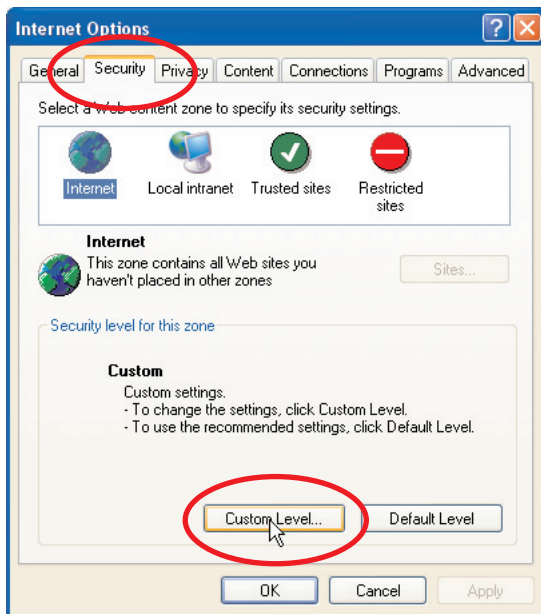 Internet Options
General Security Privacy Content Connections Programs Advanced
Select a Web content zone to specify its security settings.
Internet Local intranet Trusted sites Restricted sites
Internet
This zone contains all Web sites you
haven't placed in other zones
Sites...
Security level for this zone
Custom
Custom settings.
- To change the settings, click Custom Level.
- To use the recommended settings, click Default Level.
Custom Level... Default Level
OK Cancel Apply